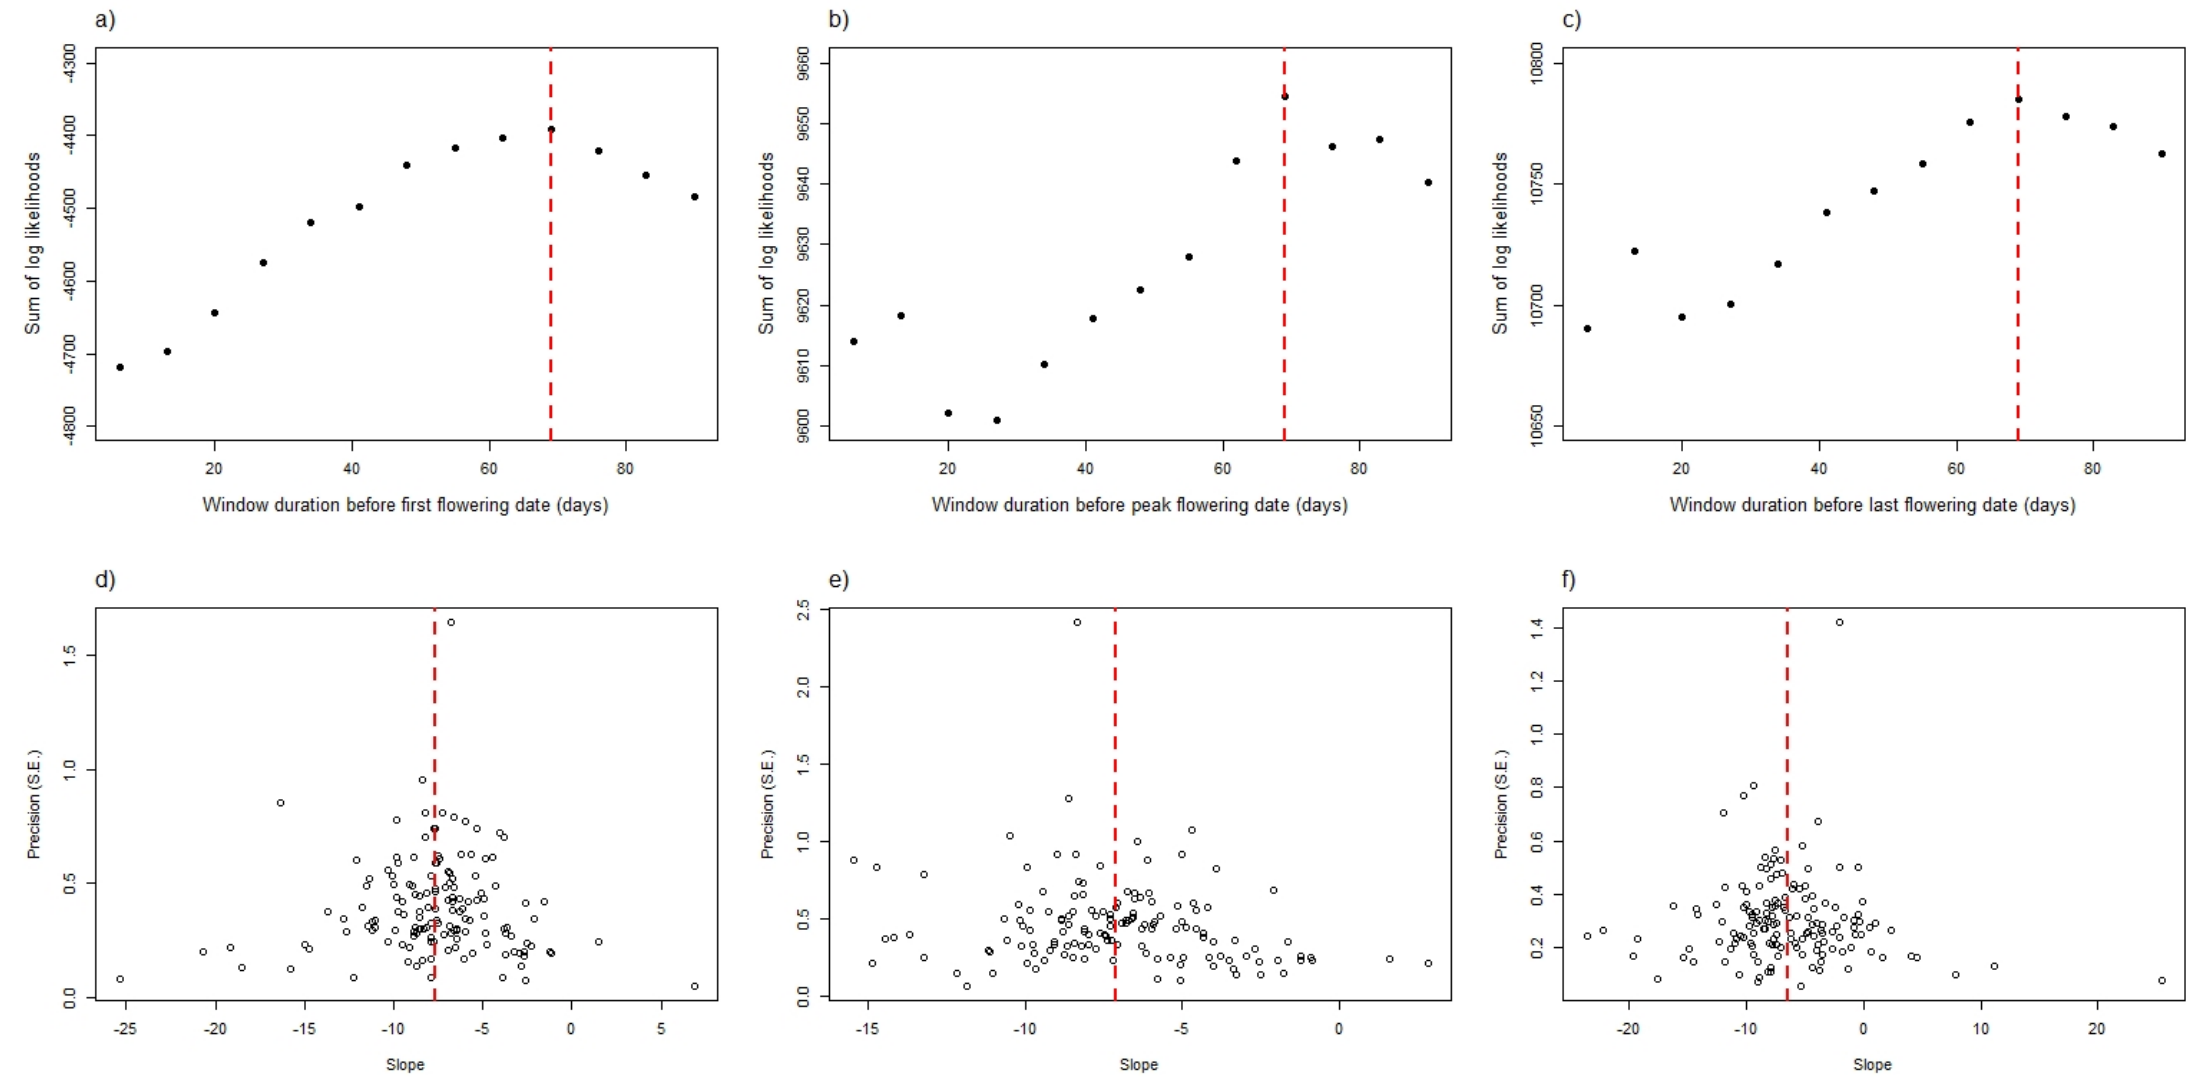 a)
-4300
-4400
-4500
-4600
-4700
-4800
Sum of log likelihoods
20 40 60 80
Window duration before first flowering date (days)
b)
9660
9650
9640
9630
9620
9610
9600
Sum of log likelihoods
20 40 60 80
Window duration before peak flowering date (days)
c)
10800
10750
10700
10650
Sum of log likelihoods
20 40 60 80
Window duration before last flowering date (days)
d)
1.5
1.0
0.5
0.0
Precision (S.E.)
-25 -20 -15 -10 -5 0 5
Slope
e)
2.5
2.0
1.5
1.0
0.5
0.0
Precision (S.E.)
-15 -10 -5 0
Slope
f)
1.4
1.2
1.0
0.8
0.6
0.4
0.2
Precision (S.E.)
-20 -10 0 10 20
Slope